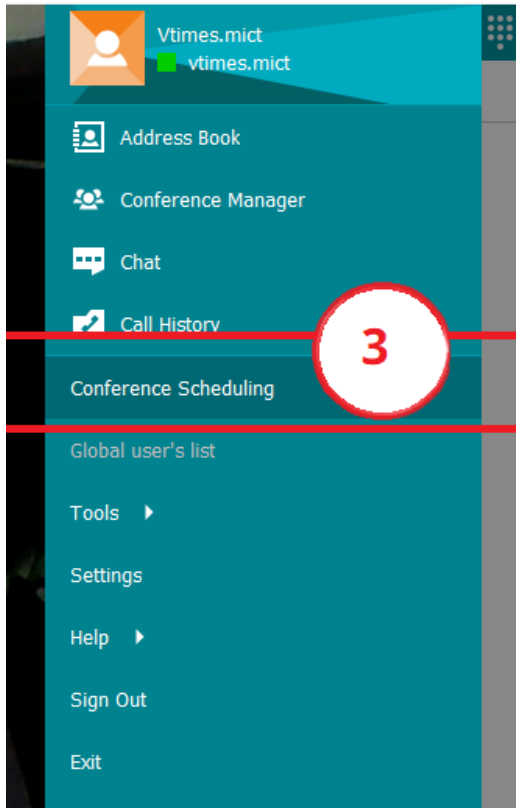 Vtimes.mict
vtimes.mict
Address Book
Conference Manager
Chat
Call History
3
Conference Scheduling
Global user's list
Tools
Settings
Help
Sign Out
Exit